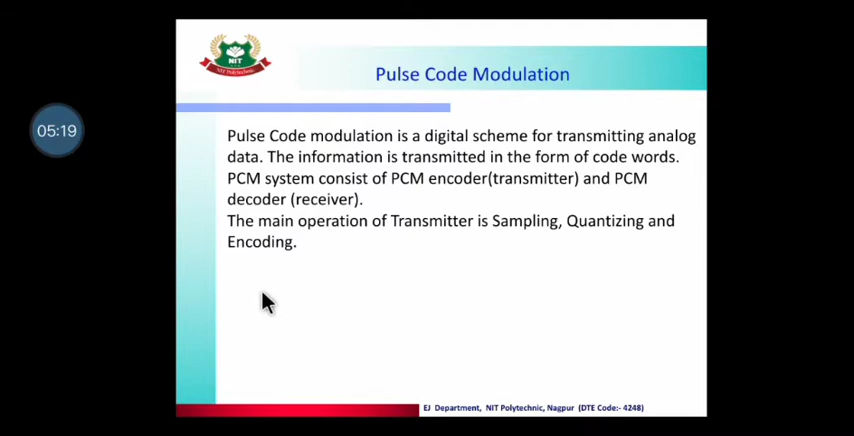 NIT
NIT Polytechnic
Pulse Code Modulation
05:19
Pulse Code modulation is a digital scheme for transmitting analog
data. The information is transmitted in the form of code words.
PCM system consist of PCM encoder(transmitter) and PCM
decoder (receiver).
The main operation of Transmitter is Sampling, Quantizing and
Encoding.
EJ Department, NIT Polytechnic, Nagpur (DTE Code:- 4248)